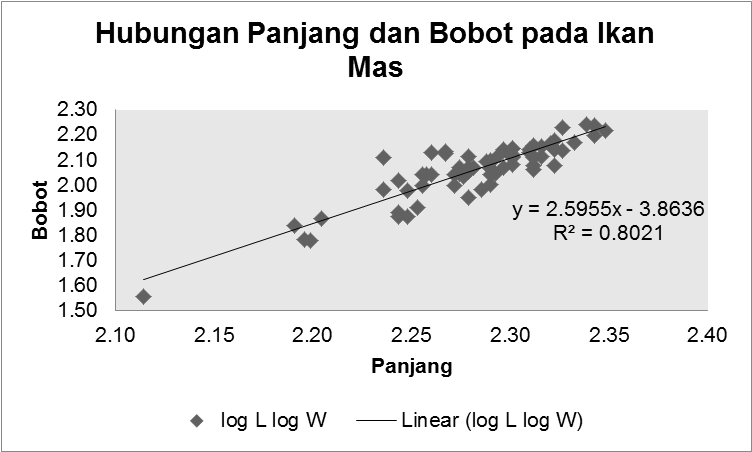 Hubungan Panjang dan Bobot pada Ikan
Mas
2.30
2.20
2.10
2.00
1.90
1.80
1.70
1.60
1.50
Bobot
y = 2.5955x - 3.8636
R² = 0.8021
2.10 2.15 2.20 2.25 2.30 2.35 2.40
Panjang
log L log W Linear (log L log W)